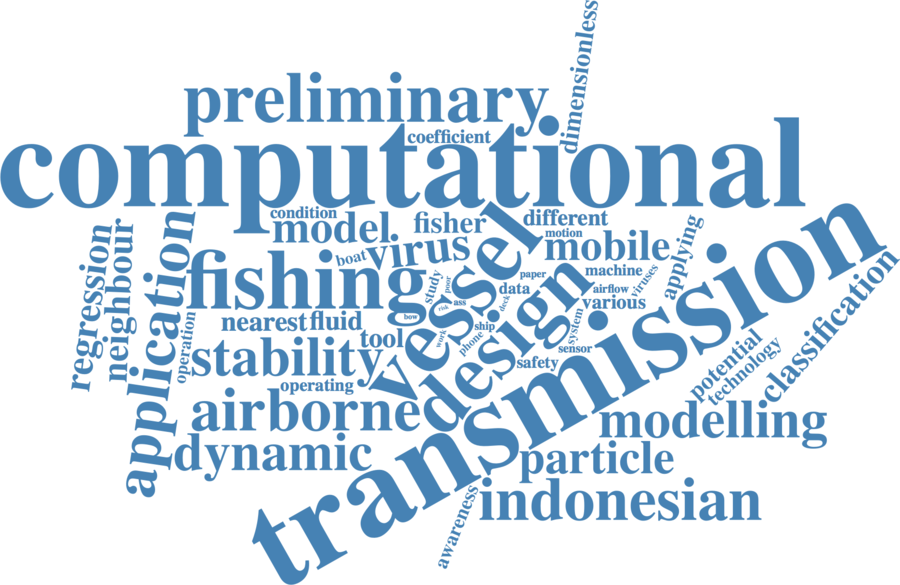 dimensionless
preliminary
coefficient
computational
condition
model
fisher
different
motion
mobile
applying
regression
neighbour
application
operation
boat
virus
vessel
paper
machine
viruses
fishing
study
poor
data
airflow
various
bow
risk
ass
deck
design
transmission
classification
nearest
fluid
tool
work
phone
ship
system
sensor
safety
stability
operating
potential
technology
airborne
modelling
dynamic
particle
awareness
indonesian